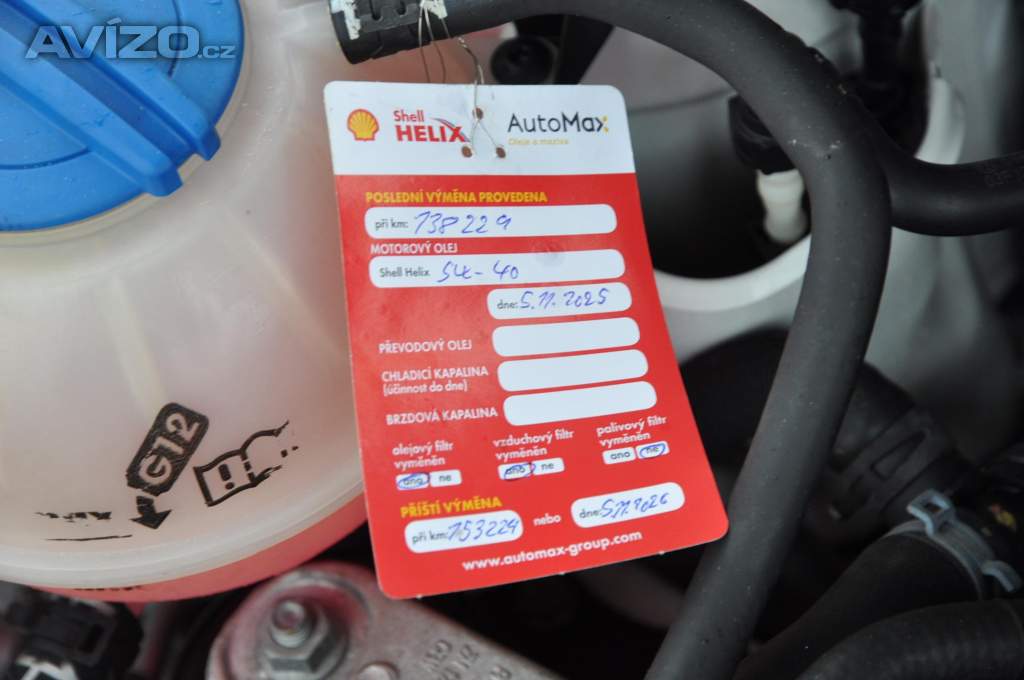 AVÍZO.cz
Shell
HELIX
AutoMax
Oleje a maziva
POSLEDNÍ VÝMĚNA PROVEDENA
při km: 138229
MOTOROVÝ OLEJ
Shell Helix 5W-40
dne: 5.11.2025
PŘEVODOVÝ OLEJ
CHLADICÍ KAPALINA
(účinnost do dne)
BRZDOVÁ KAPALINA
olejový filtr
vyměněn
ano ne
vzduchový filtr
vyměněn
ano ne
palivový filtr
vyměněn
ano ne
PŘÍŠTÍ VÝMĚNA
při km: 153229 nebo dne: 5.11.2026
www.automax-group.com
G12